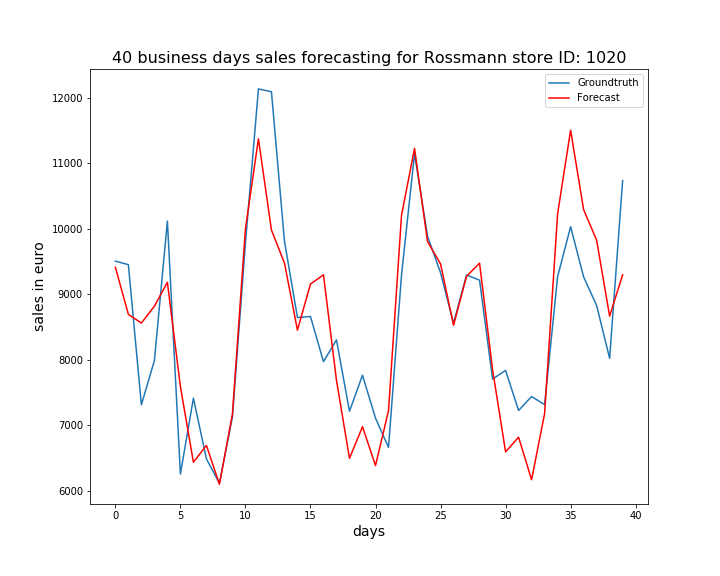 40 business days sales forecasting for Rossmann store ID: 1020
Groundtruth
Forecast
sales in euro
12000
11000
10000
9000
8000
7000
6000
0 5 10 15 20 25 30 35 40
days